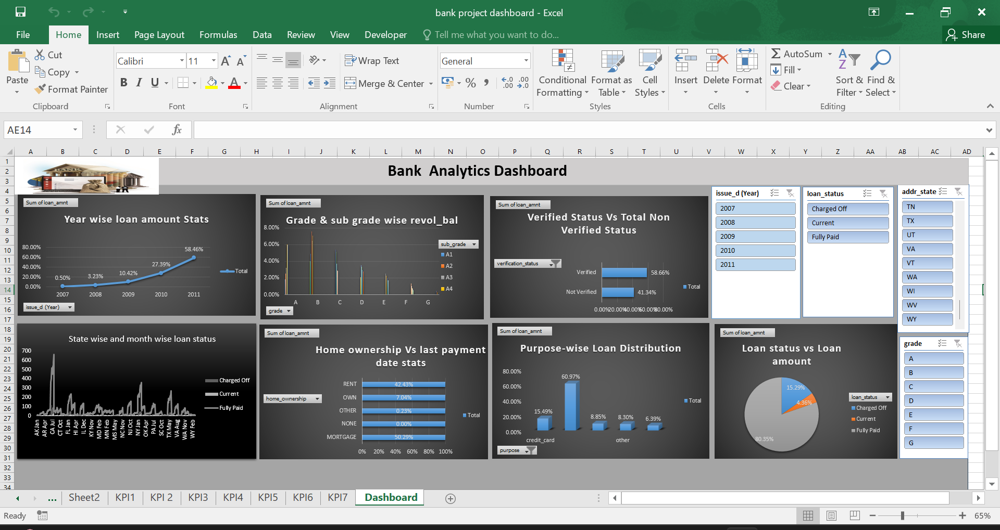 bank project dashboard - Excel
File Home Insert Page Layout Formulas Data Review View Developer Tell me what you want to do... Share
Paste
Cut
Copy
Format Painter
Clipboard
Calibri 11
B I U
Font
Wrap Text
Merge & Center
Alignment
General
Number
Conditional Formatting
Format as Table
Cell Styles
Styles
Insert Delete Format
Cells
AutoSum
Fill
Clear
Sort & Filter
Find & Select
Editing
AE14 fx
A B C D E F G H I J K L M N O P Q R S T U V W X Y Z AA AB AC AD
1
2
3
4
5
6
7
8
9
10
11
12
13
14
15
16
17
18
19
20
21
22
23
24
25
26
27
28
29
30
31
32
33
34
BANKS
Bank  Analytics Dashboard
Sum of loan_amnt
Year wise loan amount Stats
80.00%
60.00%
40.00%
20.00%
0.00%
0.50% 3.23% 10.42% 27.39% 58.46%
Total
2007 2008 2009 2010 2011
issue_d (Year)
Sum of loan_amnt
Grade & sub grade wise revol_bal
8.00%
6.00%
4.00%
2.00%
0.00%
A B C D E F G
sub_grade
A1
A2
A3
A4
grade
Sum of loan_amnt
Verified Status Vs Total Non
Verified Status
verification_status
Verified 58.66%
Not Verified 41.34%
Total
0.00%20.00%40.00%60.00%80.00%
issue_d (Year)
2007
2008
2009
2010
2011
loan_status
Charged Off
Current
Fully Paid
addr_state
TN
TX
UT
VA
VT
WA
WI
WV
WY
State wise and month wise loan status
700
600
500
400
300
200
100
0
Charged Off
Current
Fully Paid
AK Jan AR Apr CA Jul CT Oct FL Jan HI Apr IL Dec KY Nov MD Feb MN Feb MS May NC Nov NJ Oct NY Jan OK Apr PA Jul SC Oct TX May VA Aug WA Nov WY Feb
Sum of loan_amnt
Home ownership Vs last payment
date stats
home_ownership
RENT 42.43%
OWN 7.04%
OTHER 0.23%
NONE 0.00%
MORTGAGE 50.29%
Total
0% 20% 40% 60% 80% 100%
Sum of loan_amnt
Purpose-wise Loan Distribution
80.00%
60.00%
40.00%
20.00%
0.00%
15.49% 60.97% 8.85% 8.30% 6.39%
Total
credit_card other
purpose
Sum of loan_amnt
Loan status vs Loan
amount
15.29%
4.36%
80.35%
loan_status
Charged Off
Current
Fully Paid
grade
A
B
C
D
E
F
G
... Sheet2 KPI1 KPI 2 KPI3 KPI4 KPI5 KPI6 KPI7 Dashboard
Ready 65%